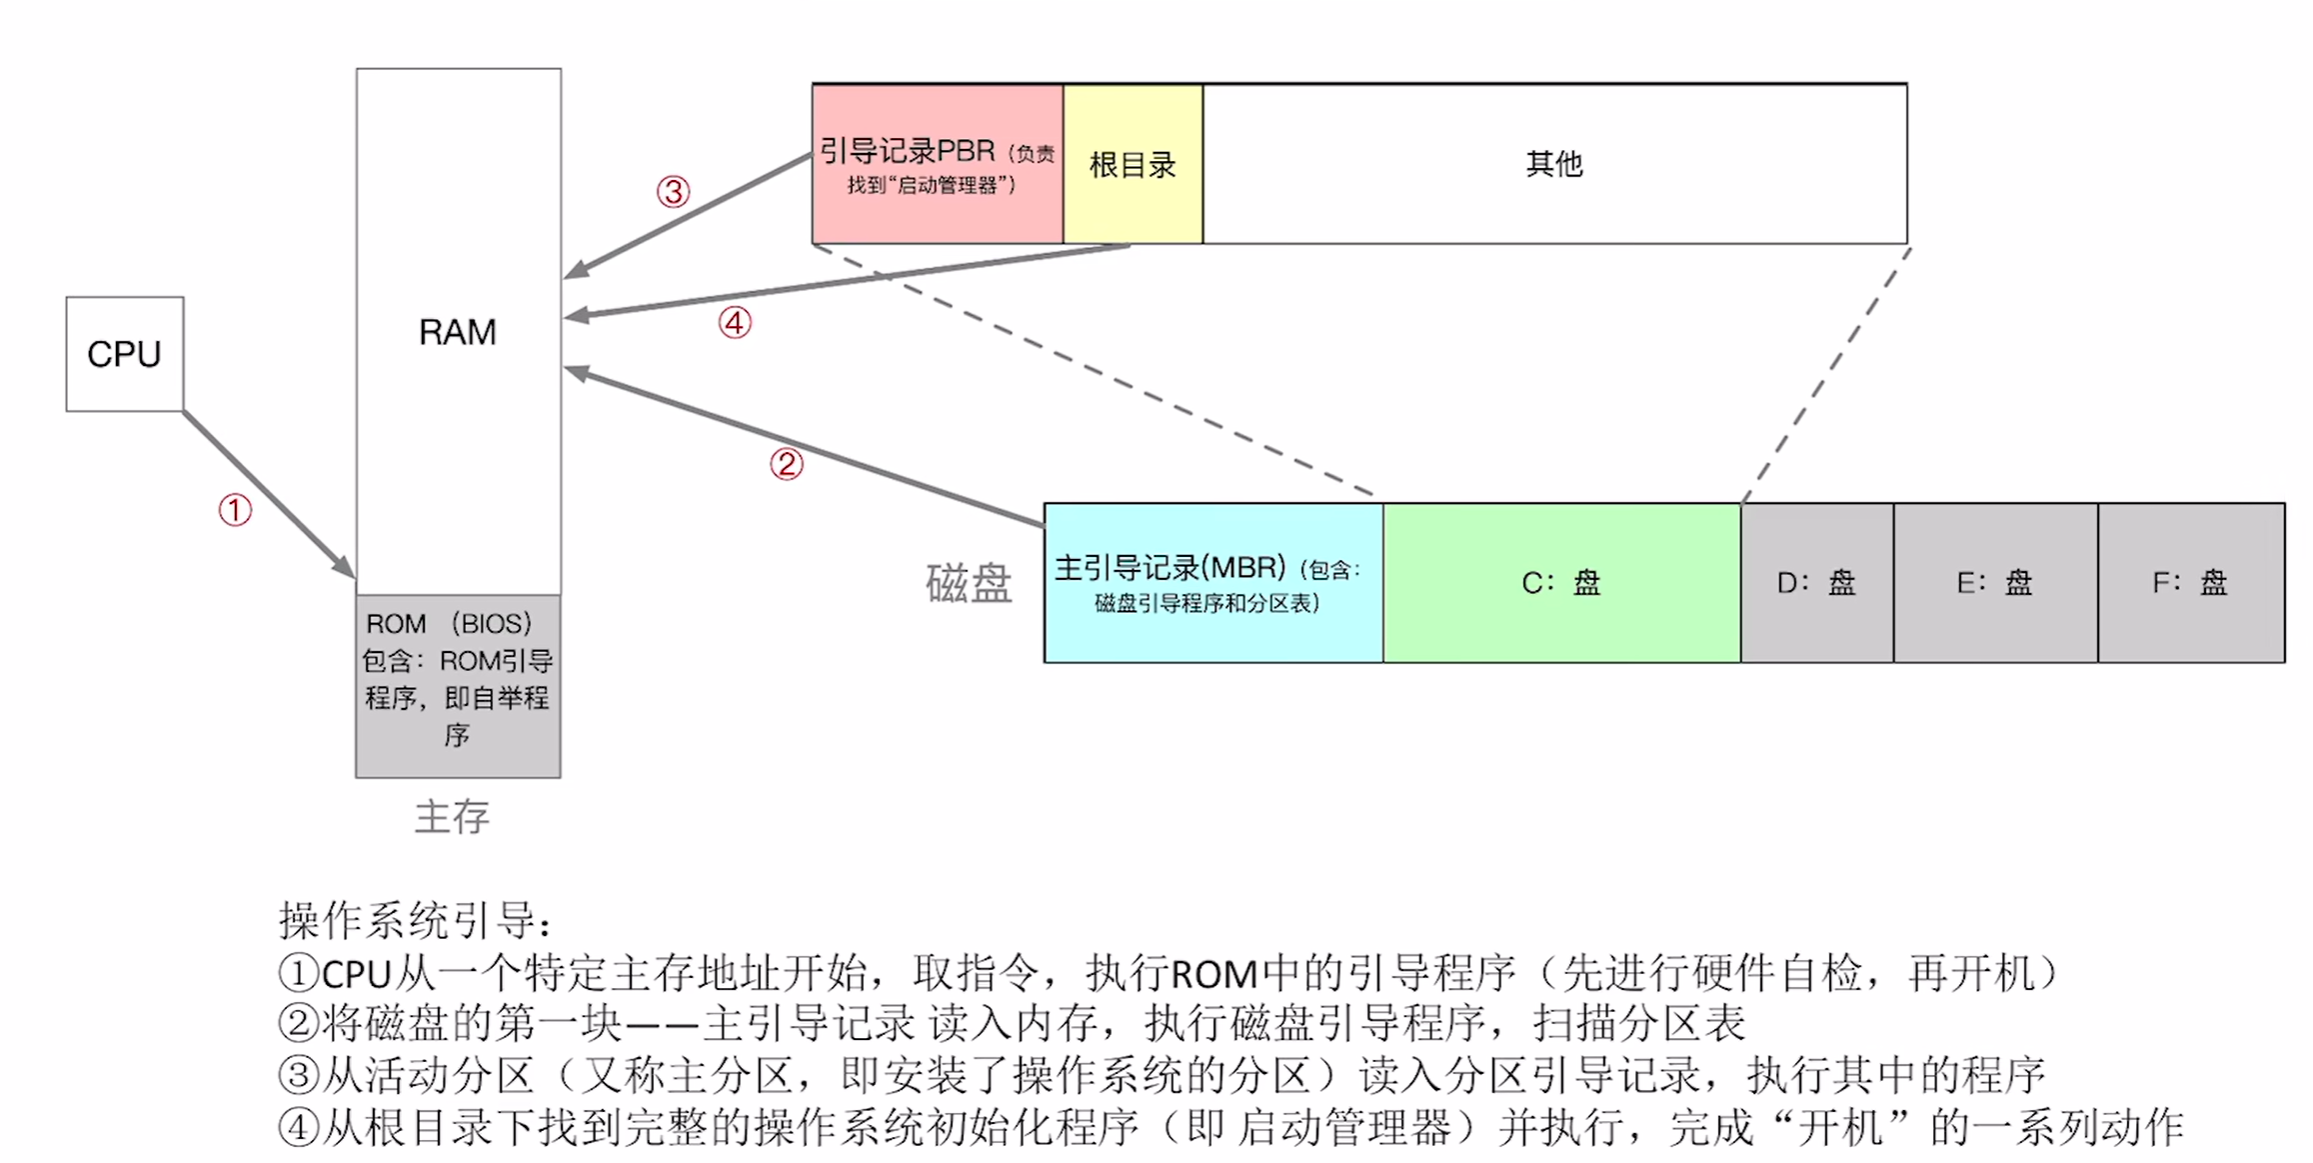 引导记录PBR（负责
找到“启动管理器”）
根目录
其他
③
④
RAM
CPU
②
①
磁盘
主引导记录(MBR)（包含：
磁盘引导程序和分区表）
C：盘
D：盘
E：盘
F：盘
ROM （BIOS）
包含：ROM引导
程序，即自举程
序
主存
操作系统引导：
①CPU从一个特定主存地址开始，取指令，执行ROM中的引导程序（先进行硬件自检，再开机）
②将磁盘的第一块——主引导记录 读入内存，执行磁盘引导程序，扫描分区表
③从活动分区（又称主分区，即安装了操作系统的分区）读入分区引导记录，执行其中的程序
④从根目录下找到完整的操作系统初始化程序（即 启动管理器）并执行，完成“开机”的一系列动作